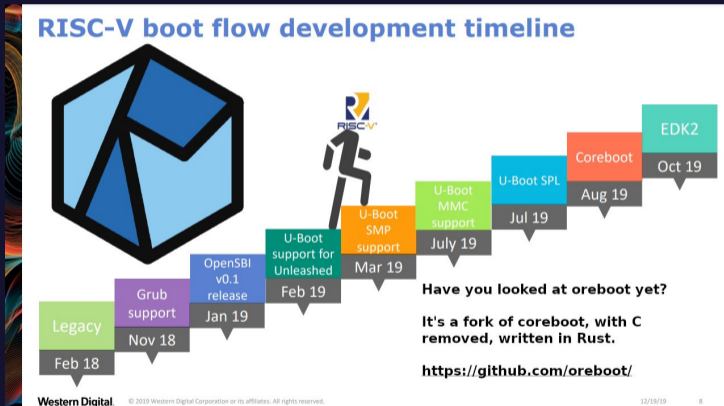 RISC-V boot flow development timeline
RISC-V
EDK2
Oct 19
Coreboot
Aug 19
U-Boot SPL
Jul 19
U-Boot
MMC
support
July 19
U-Boot
SMP
support
Mar 19
U-Boot
support for
Unleashed
Feb 19
OpenSBI
v0.1
release
Jan 19
Grub
support
Nov 18
Legacy
Feb 18
Have you looked at oreboot yet?
It's a fork of coreboot, with C
removed, written in Rust.
https://github.com/oreboot/
Western Digital. © 2019 Western Digital Corporation or its affiliates. All rights reserved. 12/19/19 8